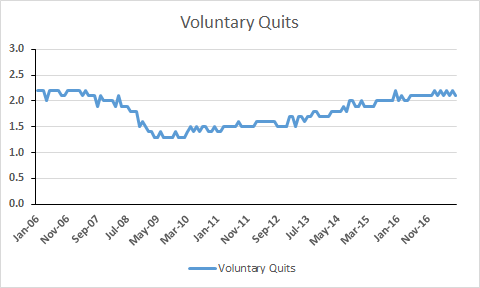 Voluntary Quits
3.0
2.5
2.0
1.5
1.0
0.5
0.0
Jan-06
Nov-06
Sep-07
Jul-08
May-09
Mar-10
Jan-11
Nov-11
Sep-12
Jul-13
May-14
Mar-15
Jan-16
Nov-16
Voluntary Quits